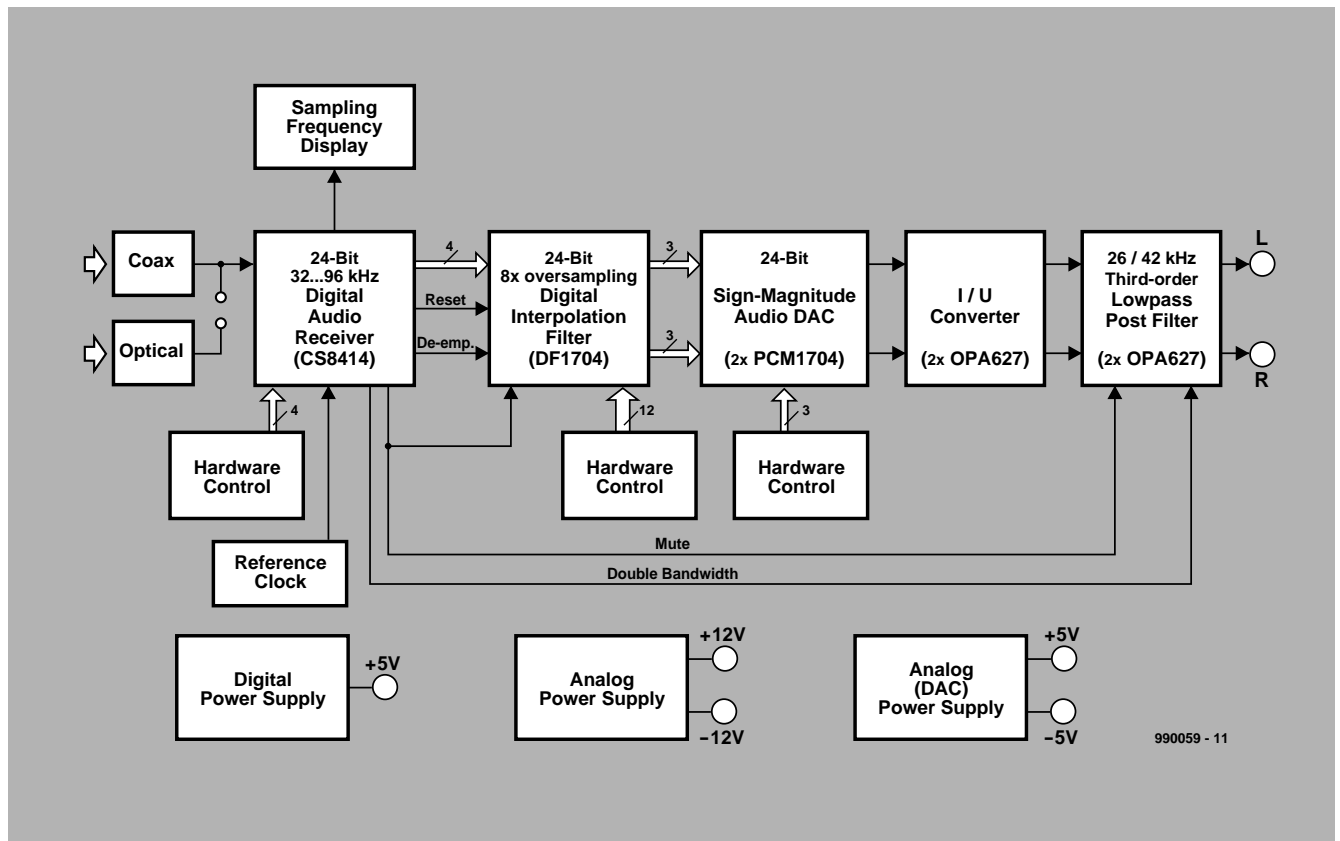 Sampling
Frequency
Display
Coax
Optical
24-Bit
32...96 kHz
Digital
Audio
Receiver
(CS8414)
4
Reset
De-emp.
24-Bit
8x oversampling
Digital
Interpolation
Filter
(DF1704)
3
3
24-Bit
Sign-Magnitude
Audio DAC
(2x PCM1704)
I / U
Converter
(2x OPA627)
26 / 42 kHz
Third-order
Lowpass
Post Filter
(2x OPA627)
L
R
4
12
3
Hardware
Control
Hardware
Control
Hardware
Control
Reference
Clock
Mute
Double Bandwidth
Digital
Power Supply
+5V
Analog
Power Supply
+12V
−12V
Analog
(DAC)
Power Supply
+5V
−5V
990059 - 11